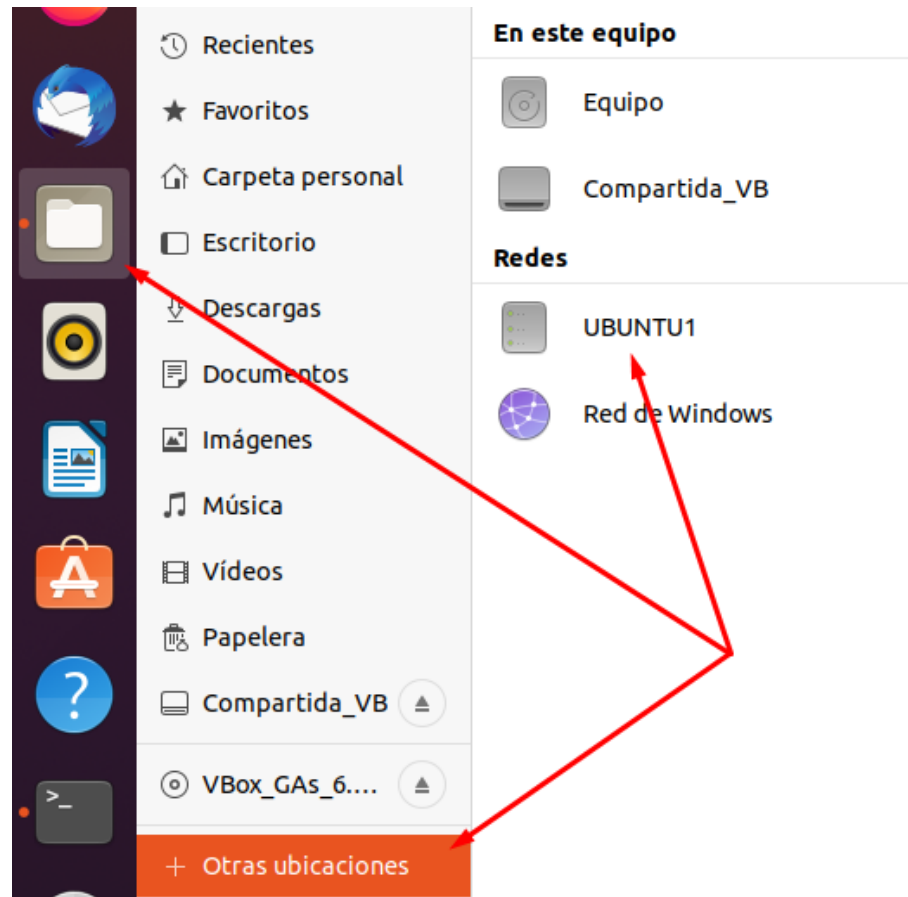 Recientes
Favoritos
Carpeta personal
Escritorio
Descargas
Documentos
Imágenes
Música
Vídeos
Papelera
Compartida_VB
VBox_GAs_6....
+ Otras ubicaciones
En este equipo
Equipo
Compartida_VB
Redes
UBUNTU1
Red de Windows